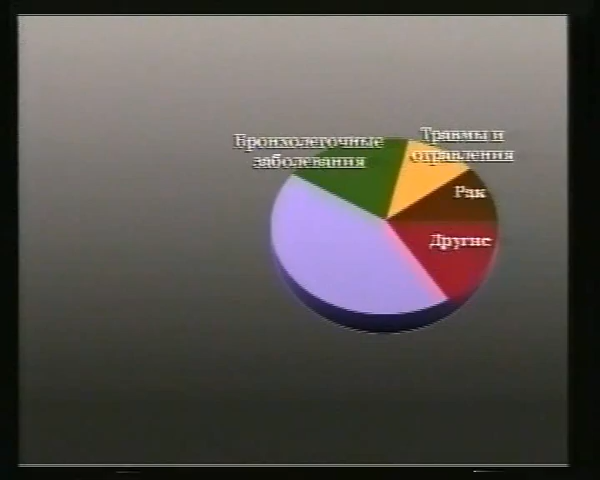 Бронхолегочные
заболевания
Травмы и
отравления
Рак
Другие